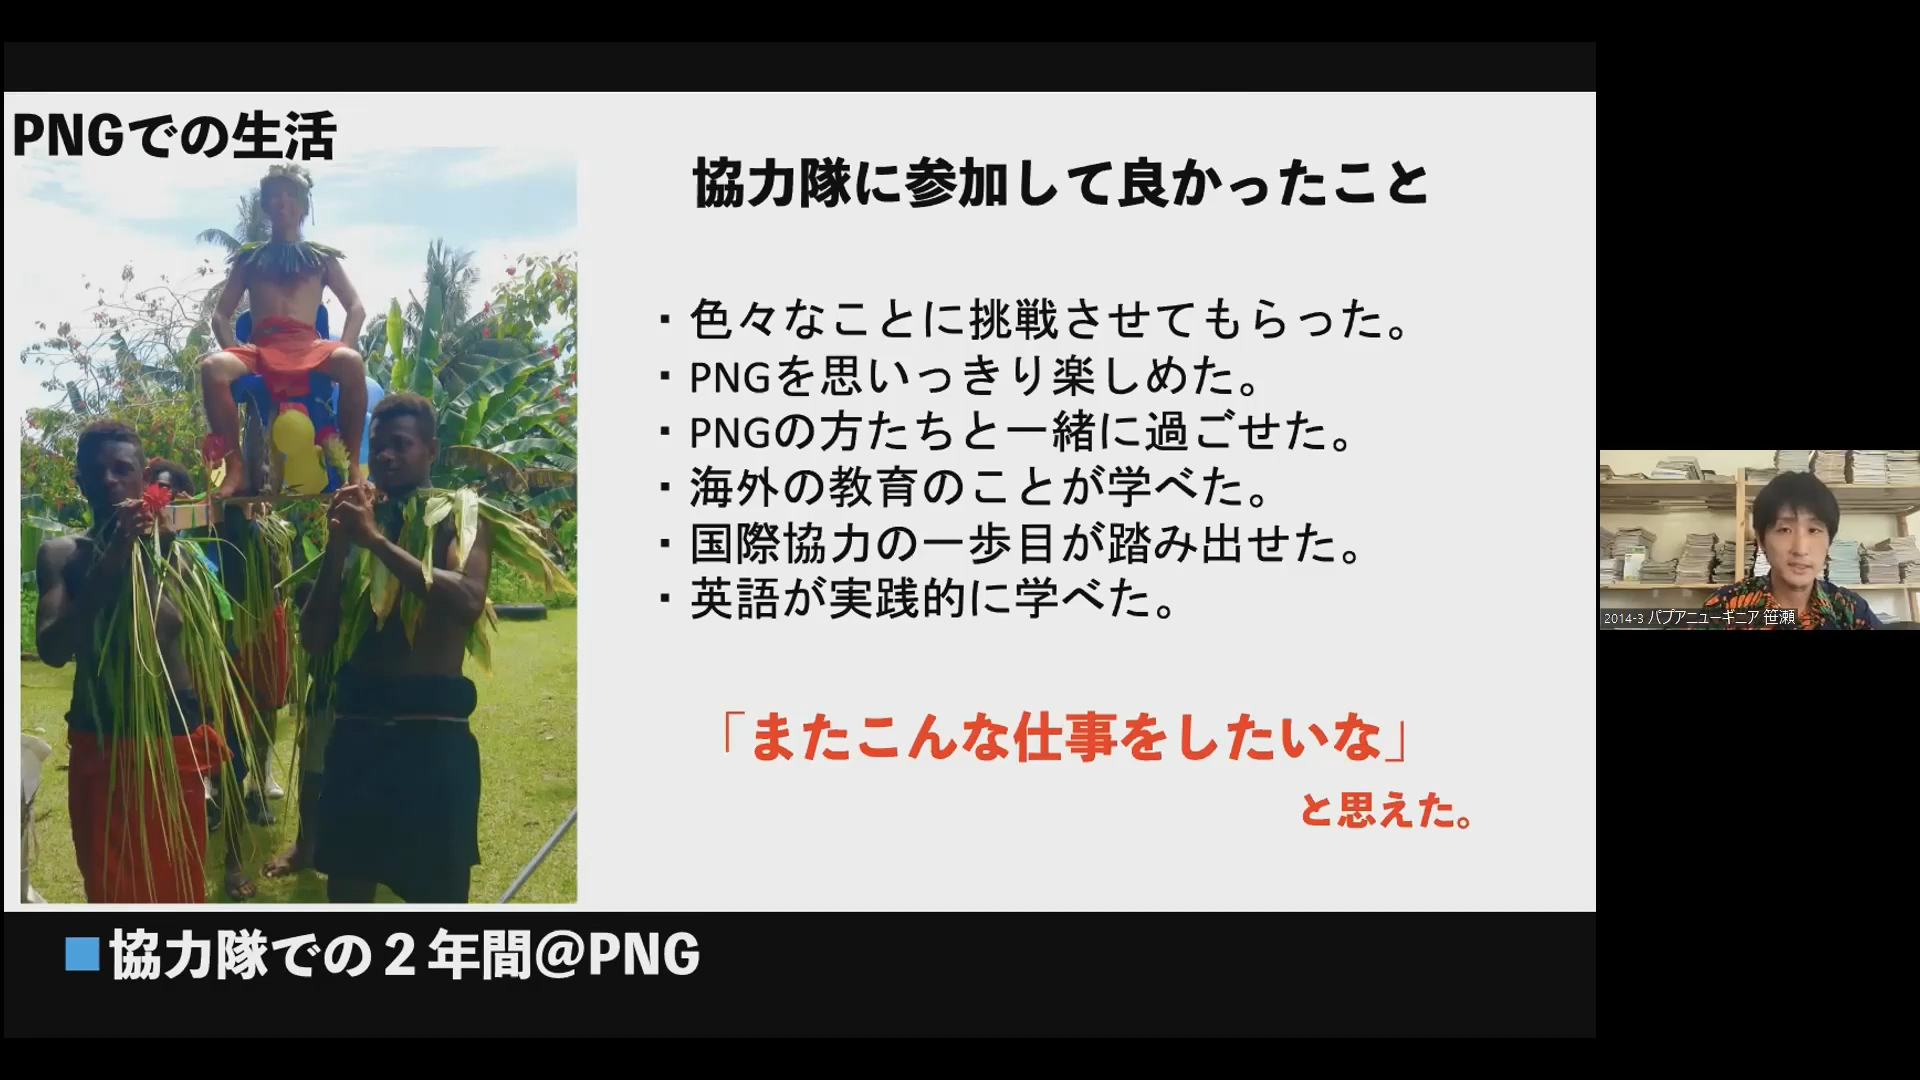 PNGでの生活
協力隊に参加して良かったこと
・色々なことに挑戦させてもらった。
・PNGを思いっきり楽しめた。
・PNGの方たちと一緒に過ごせた。
・海外の教育のことが学べた。
・国際協力の一歩目が踏み出せた。
・英語が実践的に学べた。
「またこんな仕事をしたいな」
と思えた。
2014-3 パプアニューギニア 笹瀬
■協力隊での２年間@PNG